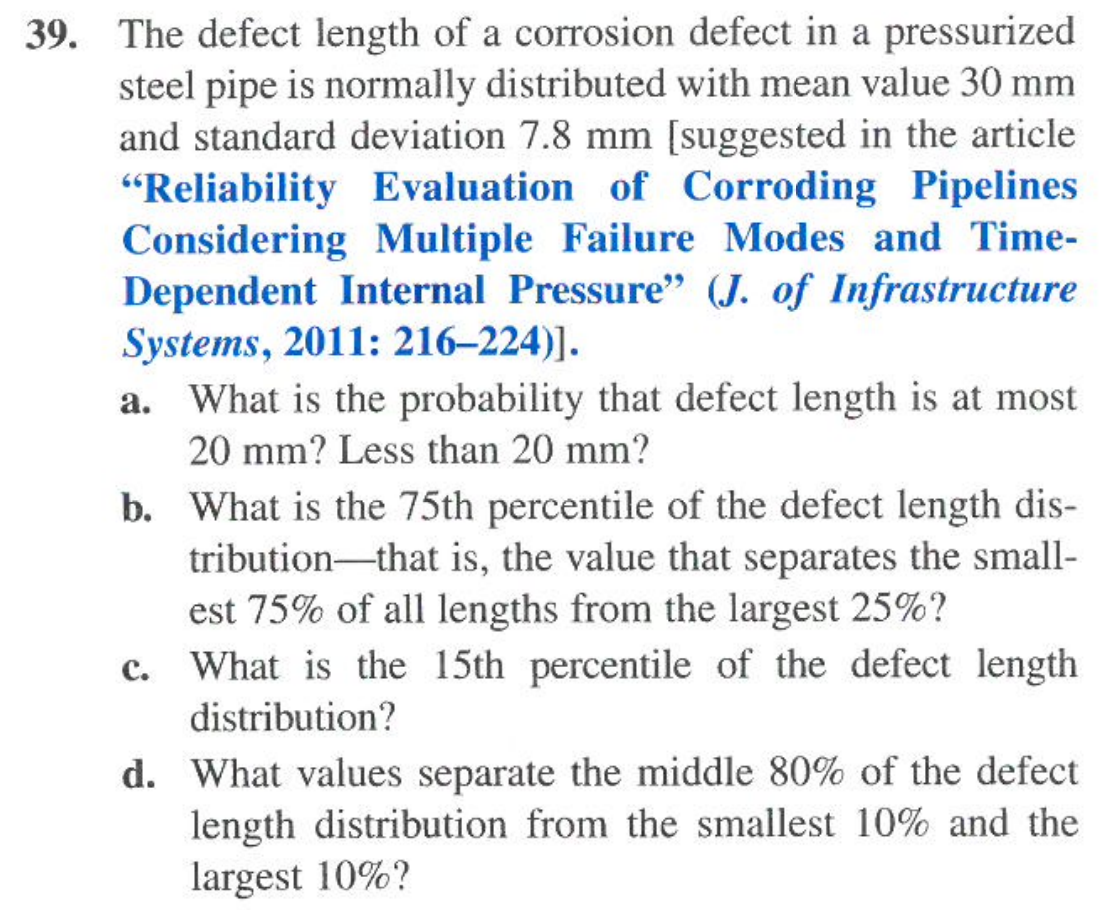 39. The defect length of a corrosion defect in a pressurized
steel pipe is normally distributed with mean value 30 mm
and standard deviation 7.8 mm [suggested in the article
“Reliability Evaluation of Corroding Pipelines
Considering Multiple Failure Modes and Time-
Dependent Internal Pressure” (J. of Infrastructure
Systems, 2011: 216–224)].
a. What is the probability that defect length is at most
20 mm? Less than 20 mm?
b. What is the 75th percentile of the defect length dis-
tribution—that is, the value that separates the small-
est 75% of all lengths from the largest 25%?
c. What is the 15th percentile of the defect length
distribution?
d. What values separate the middle 80% of the defect
length distribution from the smallest 10% and the
largest 10%?